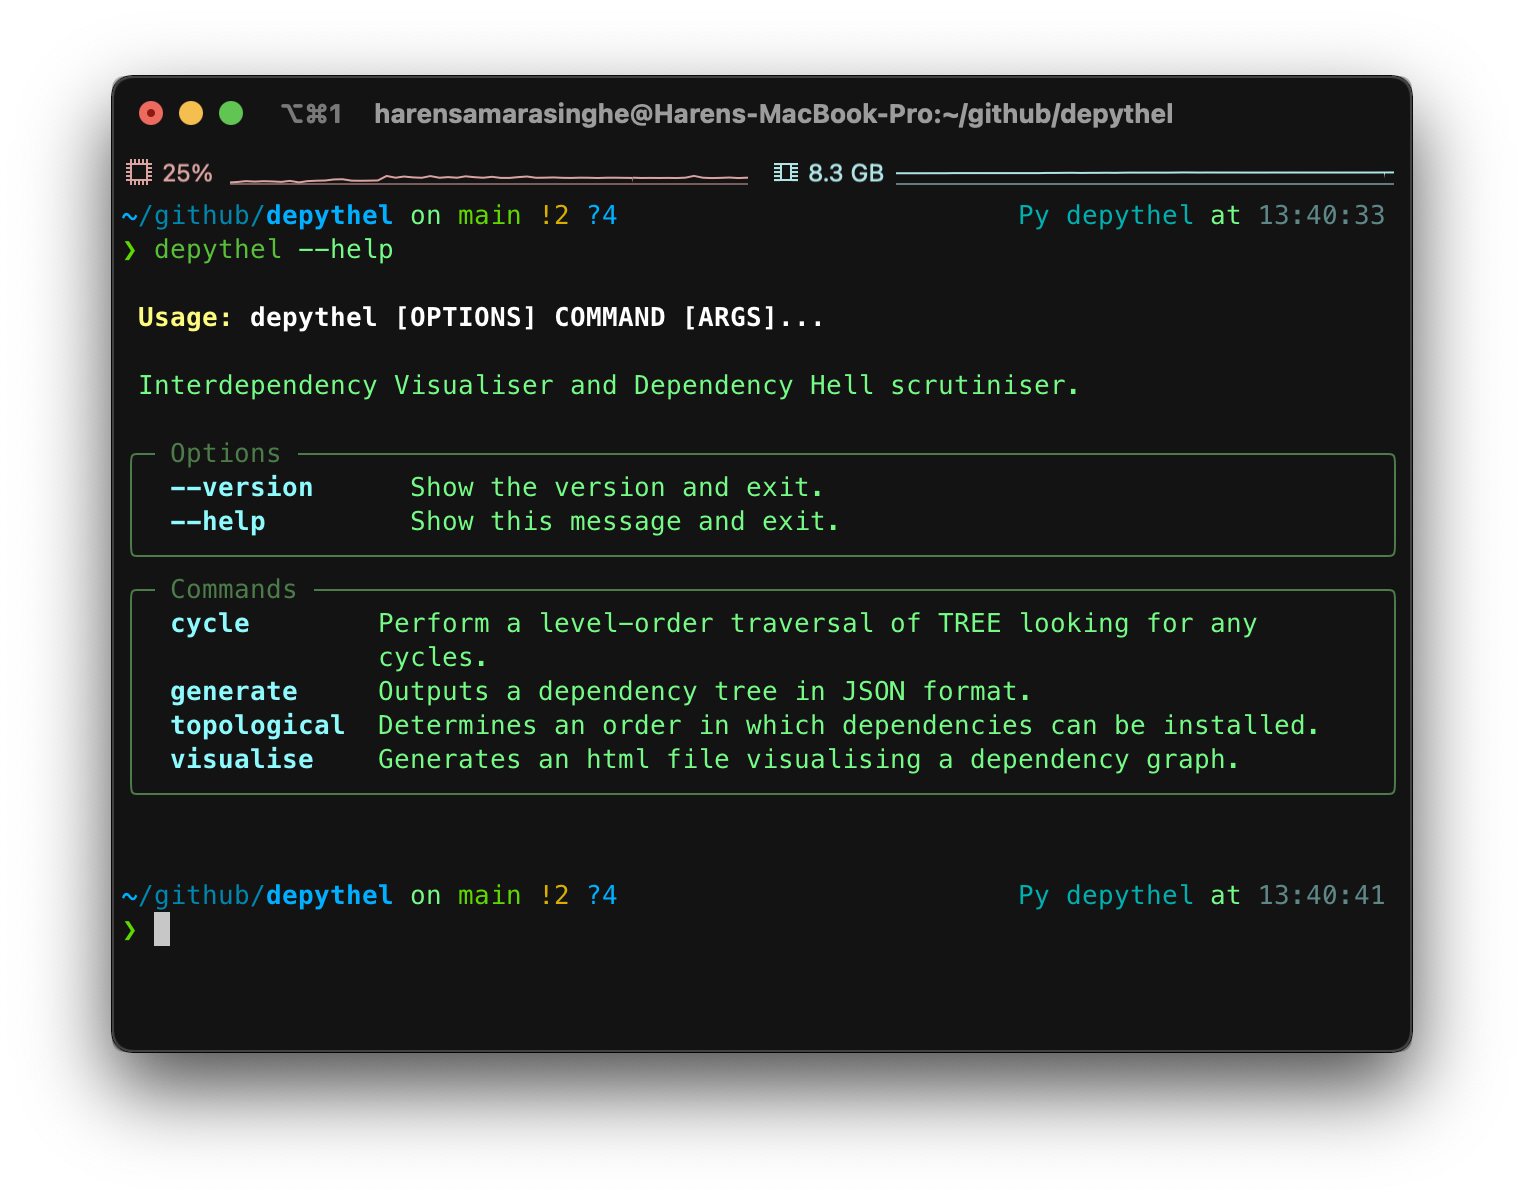 ⌥⌘1 harensamarasinghe@Harens-MacBook-Pro:~/github/depythel
25% 8.3 GB
~/github/depythel on main !2 ?4 Py depythel at 13:40:33
❯ depythel --help
Usage: depythel [OPTIONS] COMMAND [ARGS]...
Interdependency Visualiser and Dependency Hell scrutiniser.
Options
--version Show the version and exit.
--help Show this message and exit.
Commands
cycle Perform a level-order traversal of TREE looking for any
cycles.
generate Outputs a dependency tree in JSON format.
topological Determines an order in which dependencies can be installed.
visualise Generates an html file visualising a dependency graph.
~/github/depythel on main !2 ?4 Py depythel at 13:40:41
❯